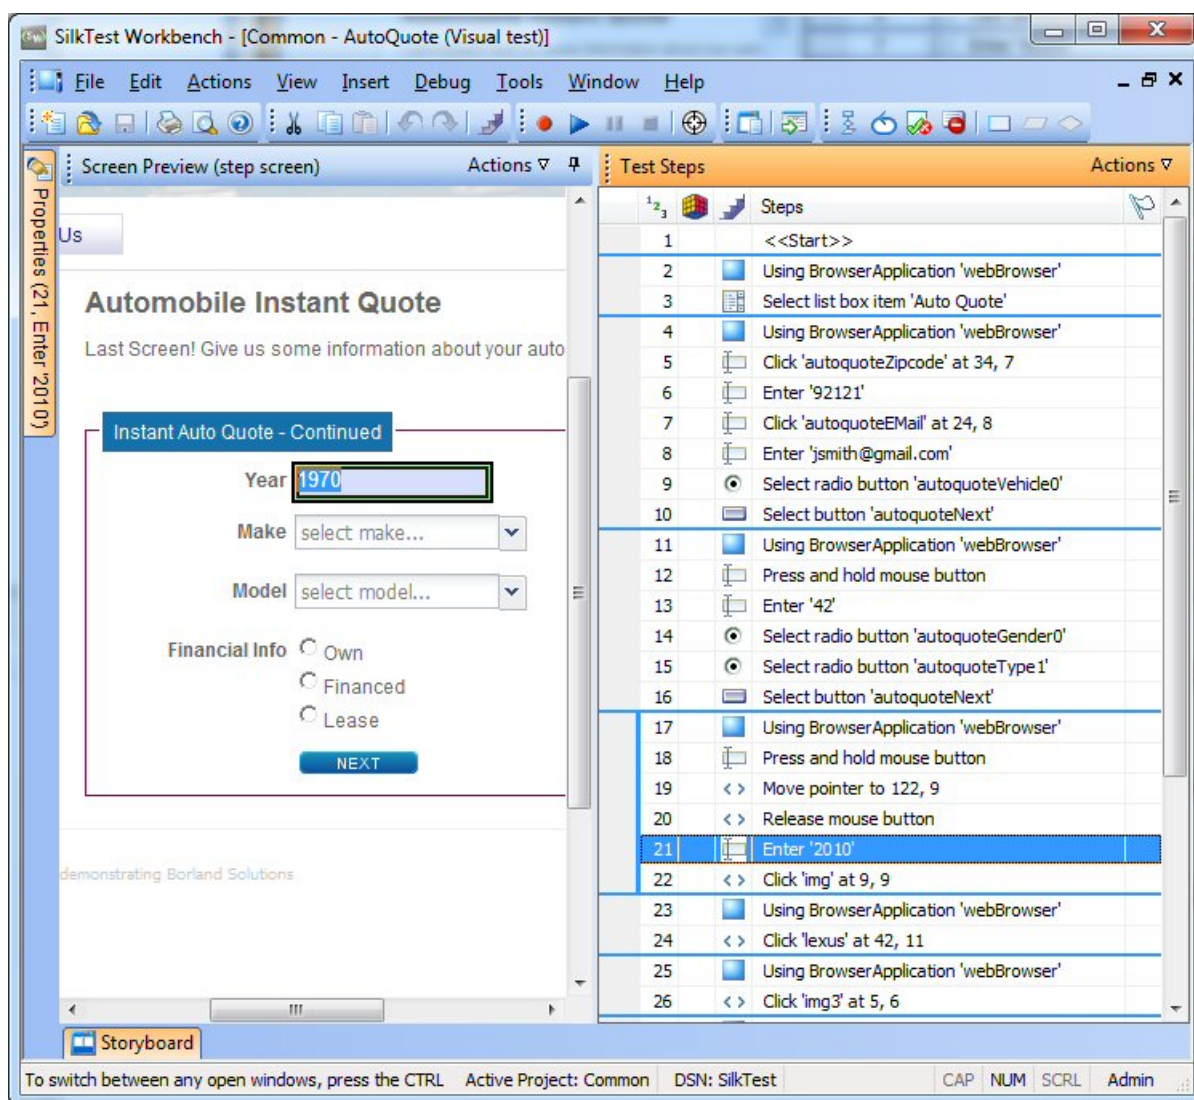 SilkTest Workbench - [Common - AutoQuote (Visual test)]
File Edit Actions View Insert Debug Tools Window Help
Screen Preview (step screen) Actions
Us
Automobile Instant Quote
Last Screen! Give us some information about your auto
Instant Auto Quote - Continued
Year 1970
Make select make...
Model select model...
Financial Info Own
Financed
Lease
NEXT
demonstrating Borland Solutions
Properties (21, Enter '2010')
Test Steps Actions
Steps
1 <<Start>>
2 Using BrowserApplication 'webBrowser'
3 Select list box item 'Auto Quote'
4 Using BrowserApplication 'webBrowser'
5 Click 'autoquoteZipcode' at 34, 7
6 Enter '92121'
7 Click 'autoquoteEMail' at 24, 8
8 Enter 'jsmith@gmail.com'
9 Select radio button 'autoquoteVehicle0'
10 Select button 'autoquoteNext'
11 Using BrowserApplication 'webBrowser'
12 Press and hold mouse button
13 Enter '42'
14 Select radio button 'autoquoteGender0'
15 Select radio button 'autoquoteType1'
16 Select button 'autoquoteNext'
17 Using BrowserApplication 'webBrowser'
18 Press and hold mouse button
19 Move pointer to 122, 9
20 Release mouse button
21 Enter '2010'
22 Click 'img' at 9, 9
23 Using BrowserApplication 'webBrowser'
24 Click 'lexus' at 42, 11
25 Using BrowserApplication 'webBrowser'
26 Click 'img3' at 5, 6
Storyboard
To switch between any open windows, press the CTRL Active Project: Common DSN: SilkTest CAP NUM SCRL Admin